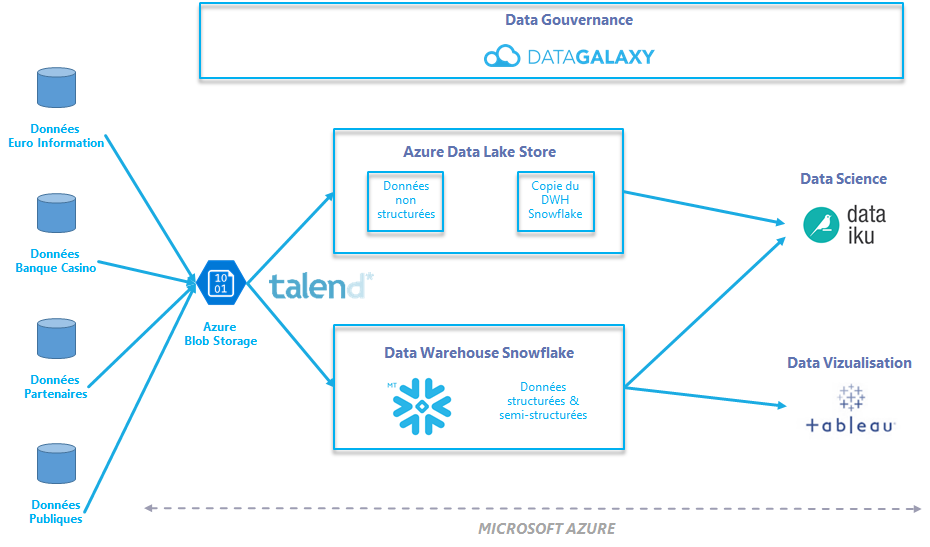 Data Gouvernance
DATAGALAXY
Données
Euro Information
Données
Banque Casino
Données
Partenaires
Données
Publiques
10
01
Azure
Blob Storage
talend*
Azure Data Lake Store
Données
non
structurées
Copie du
DWH
Snowflake
Data Warehouse Snowflake
MT
Données
structurées &
semi-structurées
Data Science
data
iku
Data Vizualisation
tableau
MICROSOFT AZURE